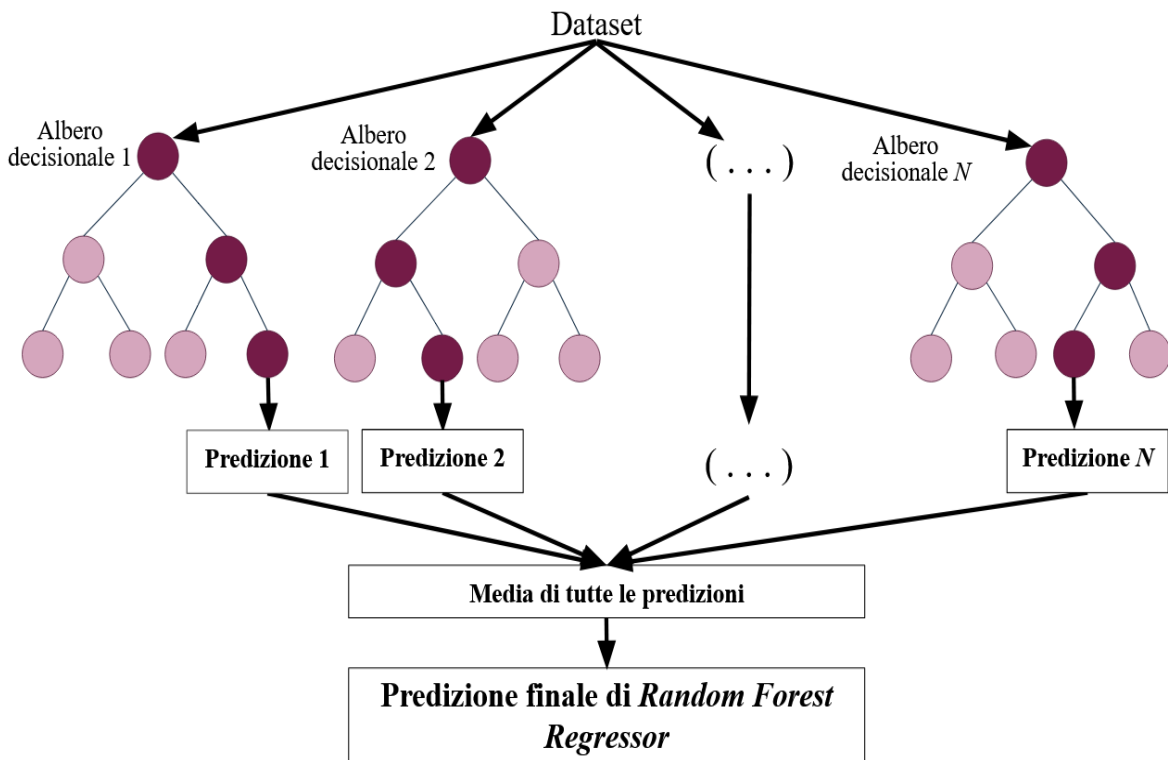 Dataset
Albero
decisionale 1
Albero
decisionale 2
( . . . )
Albero
decisionale N
Predizione 1
Predizione 2
( . . . )
Predizione N
Media di tutte le predizioni
Predizione finale di Random Forest
Regressor